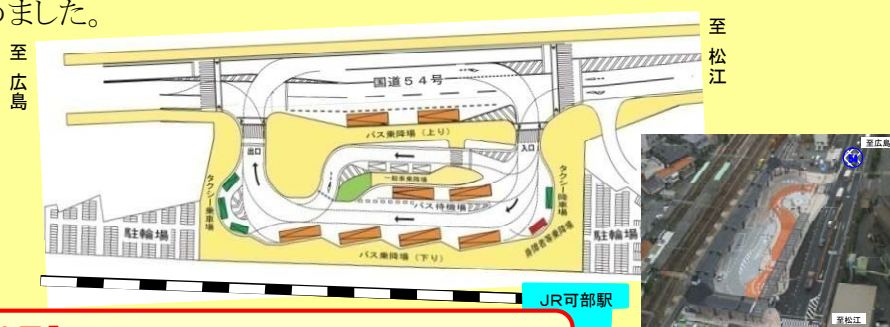 ました。
至 広島
至 松江
国道54号
バス乗降場(上り)
出口
入口
一般車乗降場
タクシー乗車場
タクシー降車場
バス待機場
身障者等乗降場
駐輪場
駐輪場
バス乗降場(下り)
JR可部駅
至広島
至松江